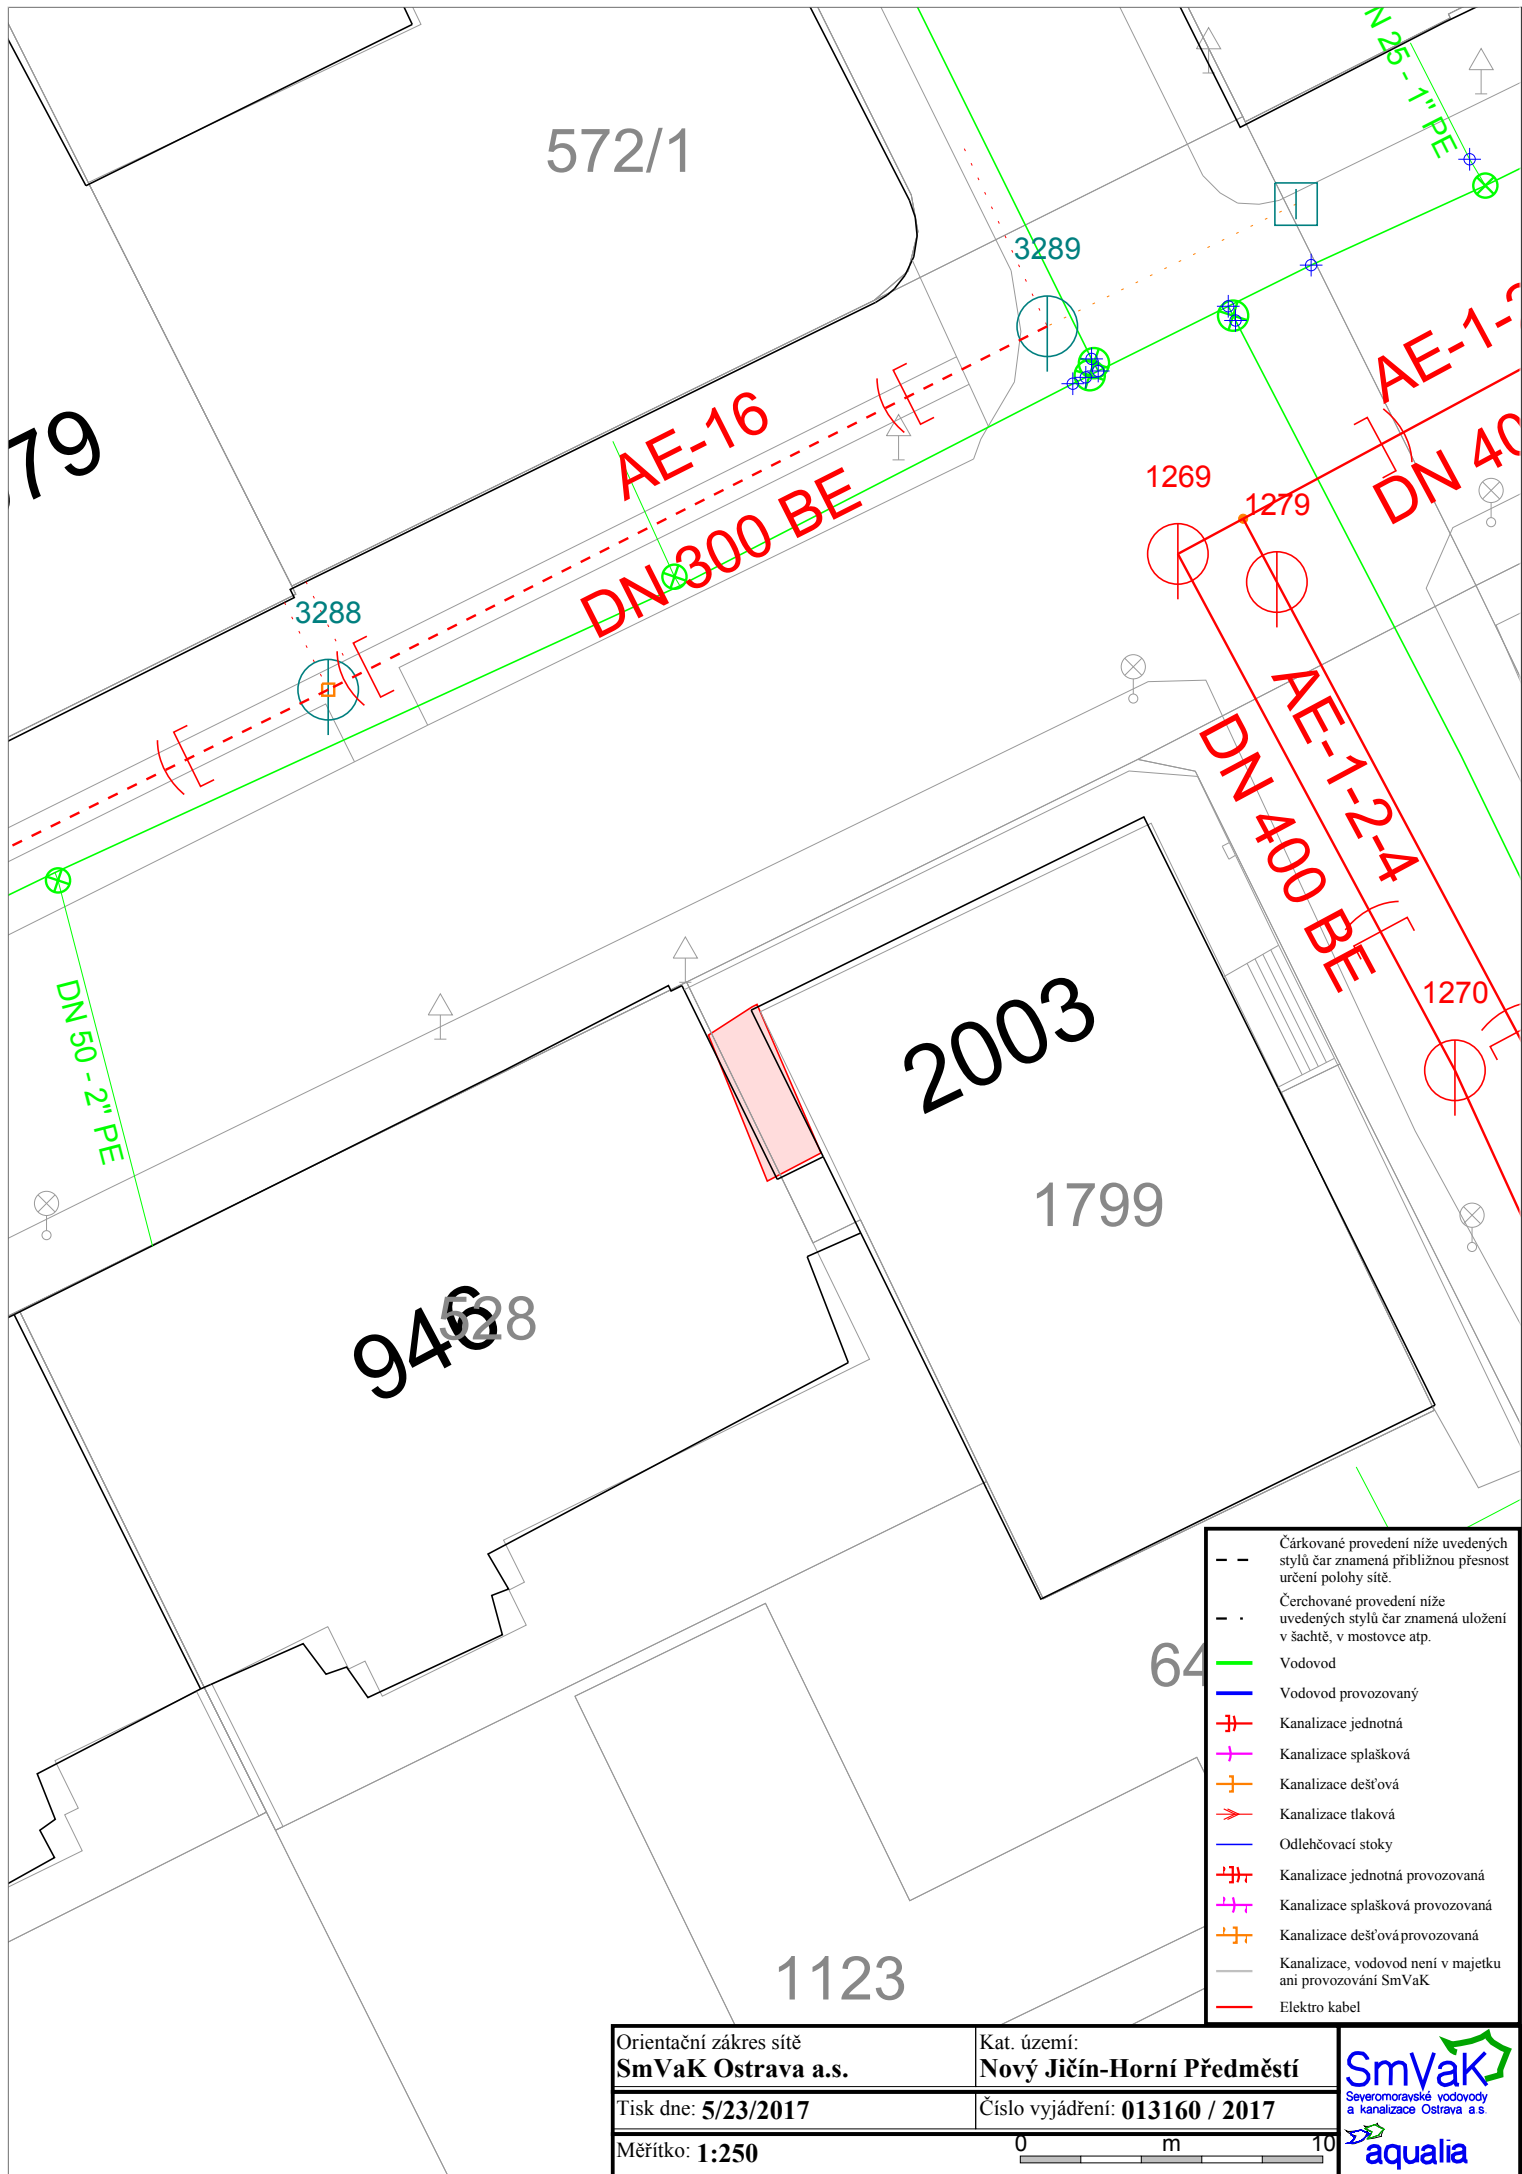 572/1
N 25 - 1" PE
3289
AE-16
DN 300 BE
79
3288
1269
1279
AE-1-2
DN 40
AE-1-2-4
DN 400 BE
1270
DN 50 - 2" PE
2003
1799
946
528
64
1123
Čárkované provedení níže uvedených
stylů čar znamená přibližnou přesnost
určení polohy sítě.
Čerchované provedení níže
uvedených stylů čar znamená uložení
v šachtě, v mostovce atp.
Vodovod
Vodovod provozovaný
Kanalizace jednotná
Kanalizace splašková
Kanalizace dešťová
Kanalizace tlaková
Odlehčovací stoky
Kanalizace jednotná provozovaná
Kanalizace splašková provozovaná
Kanalizace dešťová provozovaná
Kanalizace, vodovod není v majetku
ani provozování SmVaK
Elektro kabel
Orientační zákres sítě
SmVaK Ostrava a.s.
Kat. území:
Nový Jičín-Horní Předměstí
Tisk dne: 5/23/2017
Číslo vyjádření: 013160 / 2017
Měřítko: 1:250
0 m 10
SmVaK
Severomoravské vodovody
a kanalizace Ostrava a.s.
aqualia